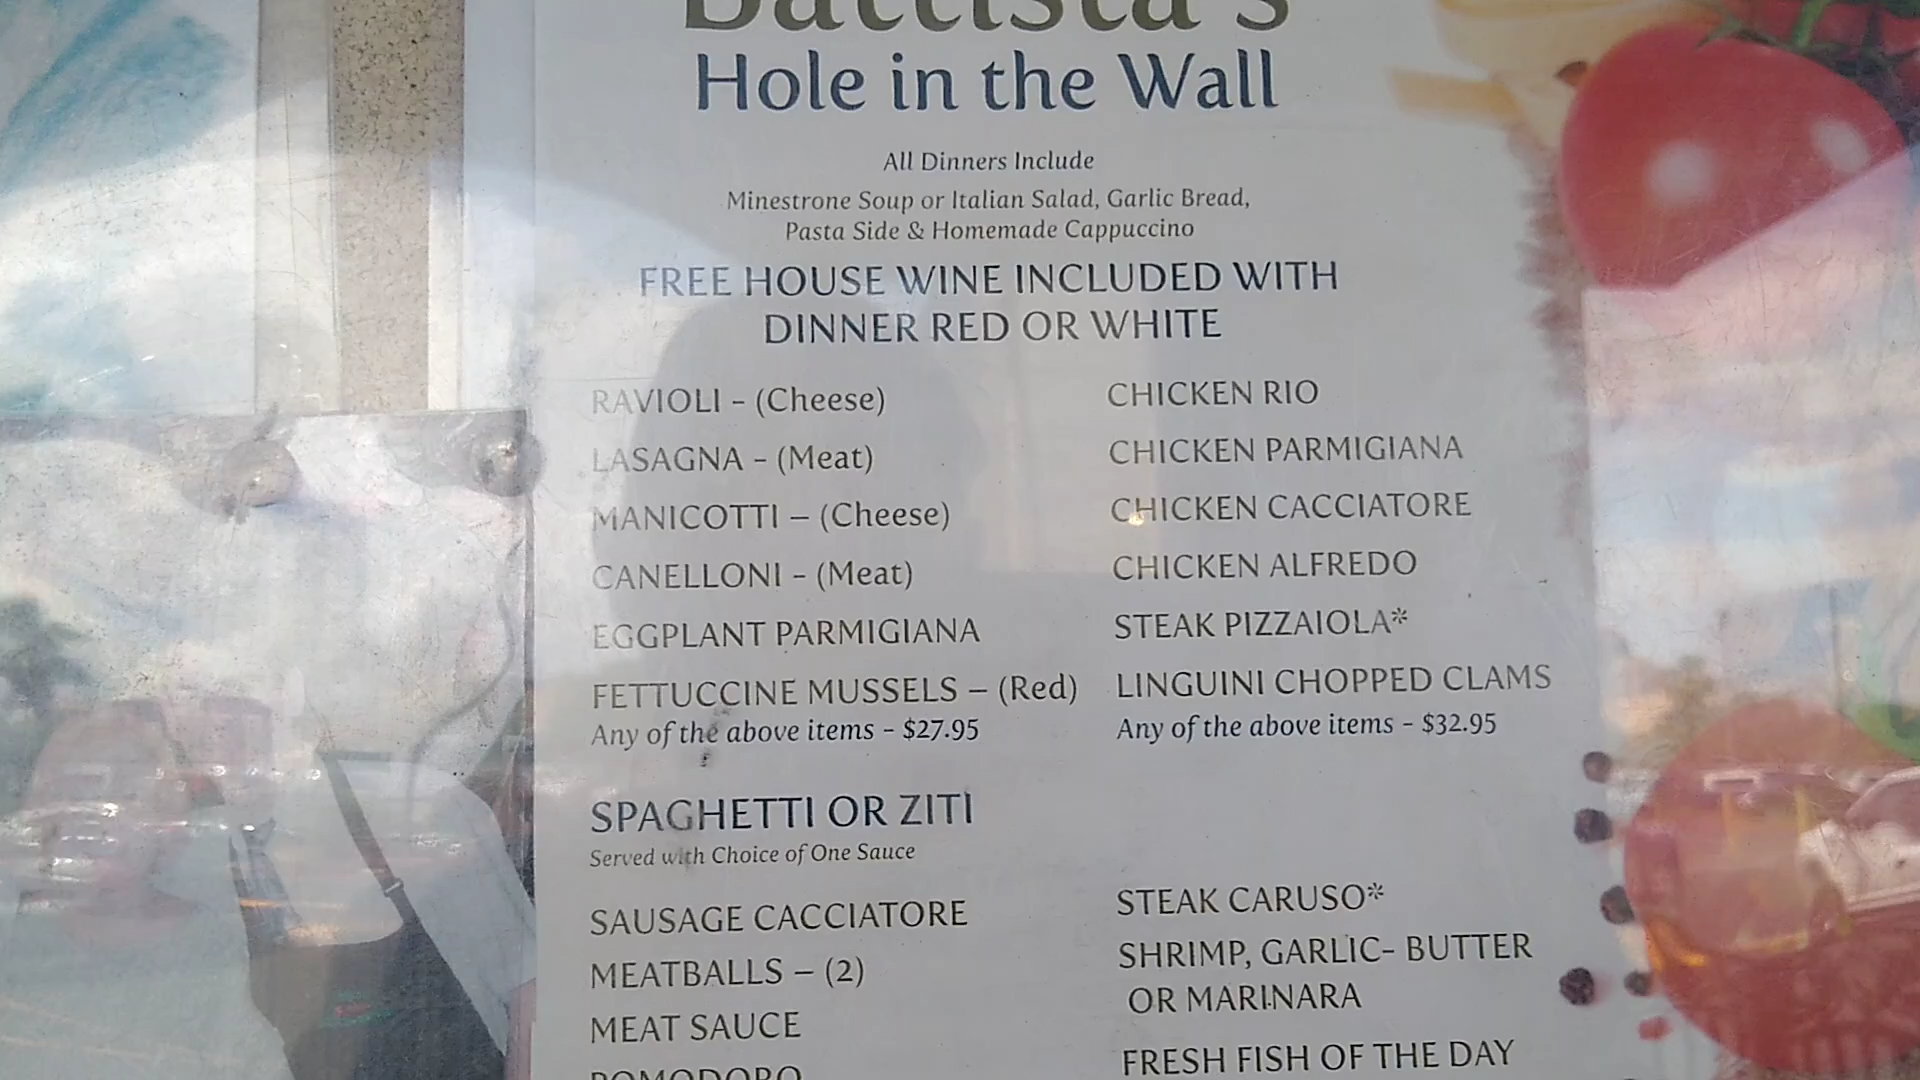 Battista's
Hole in the Wall
All Dinners Include
Minestrone Soup or Italian Salad, Garlic Bread,
Pasta Side & Homemade Cappuccino
FREE HOUSE WINE INCLUDED WITH
DINNER RED OR WHITE
RAVIOLI – (Cheese)
LASAGNA – (Meat)
MANICOTTI – (Cheese)
CANELLONI – (Meat)
EGGPLANT PARMIGIANA
FETTUCCINE MUSSELS – (Red)
Any of the above items – $27.95
CHICKEN RIO
CHICKEN PARMIGIANA
CHICKEN CACCIATORE
CHICKEN ALFREDO
STEAK PIZZAIOLA*
LINGUINI CHOPPED CLAMS
Any of the above items – $32.95
SPAGHETTI OR ZITI
Served with Choice of One Sauce
SAUSAGE CACCIATORE
MEATBALLS – (2)
MEAT SAUCE
POMODORO
STEAK CARUSO*
SHRIMP, GARLIC- BUTTER
OR MARINARA
FRESH FISH OF THE DAY